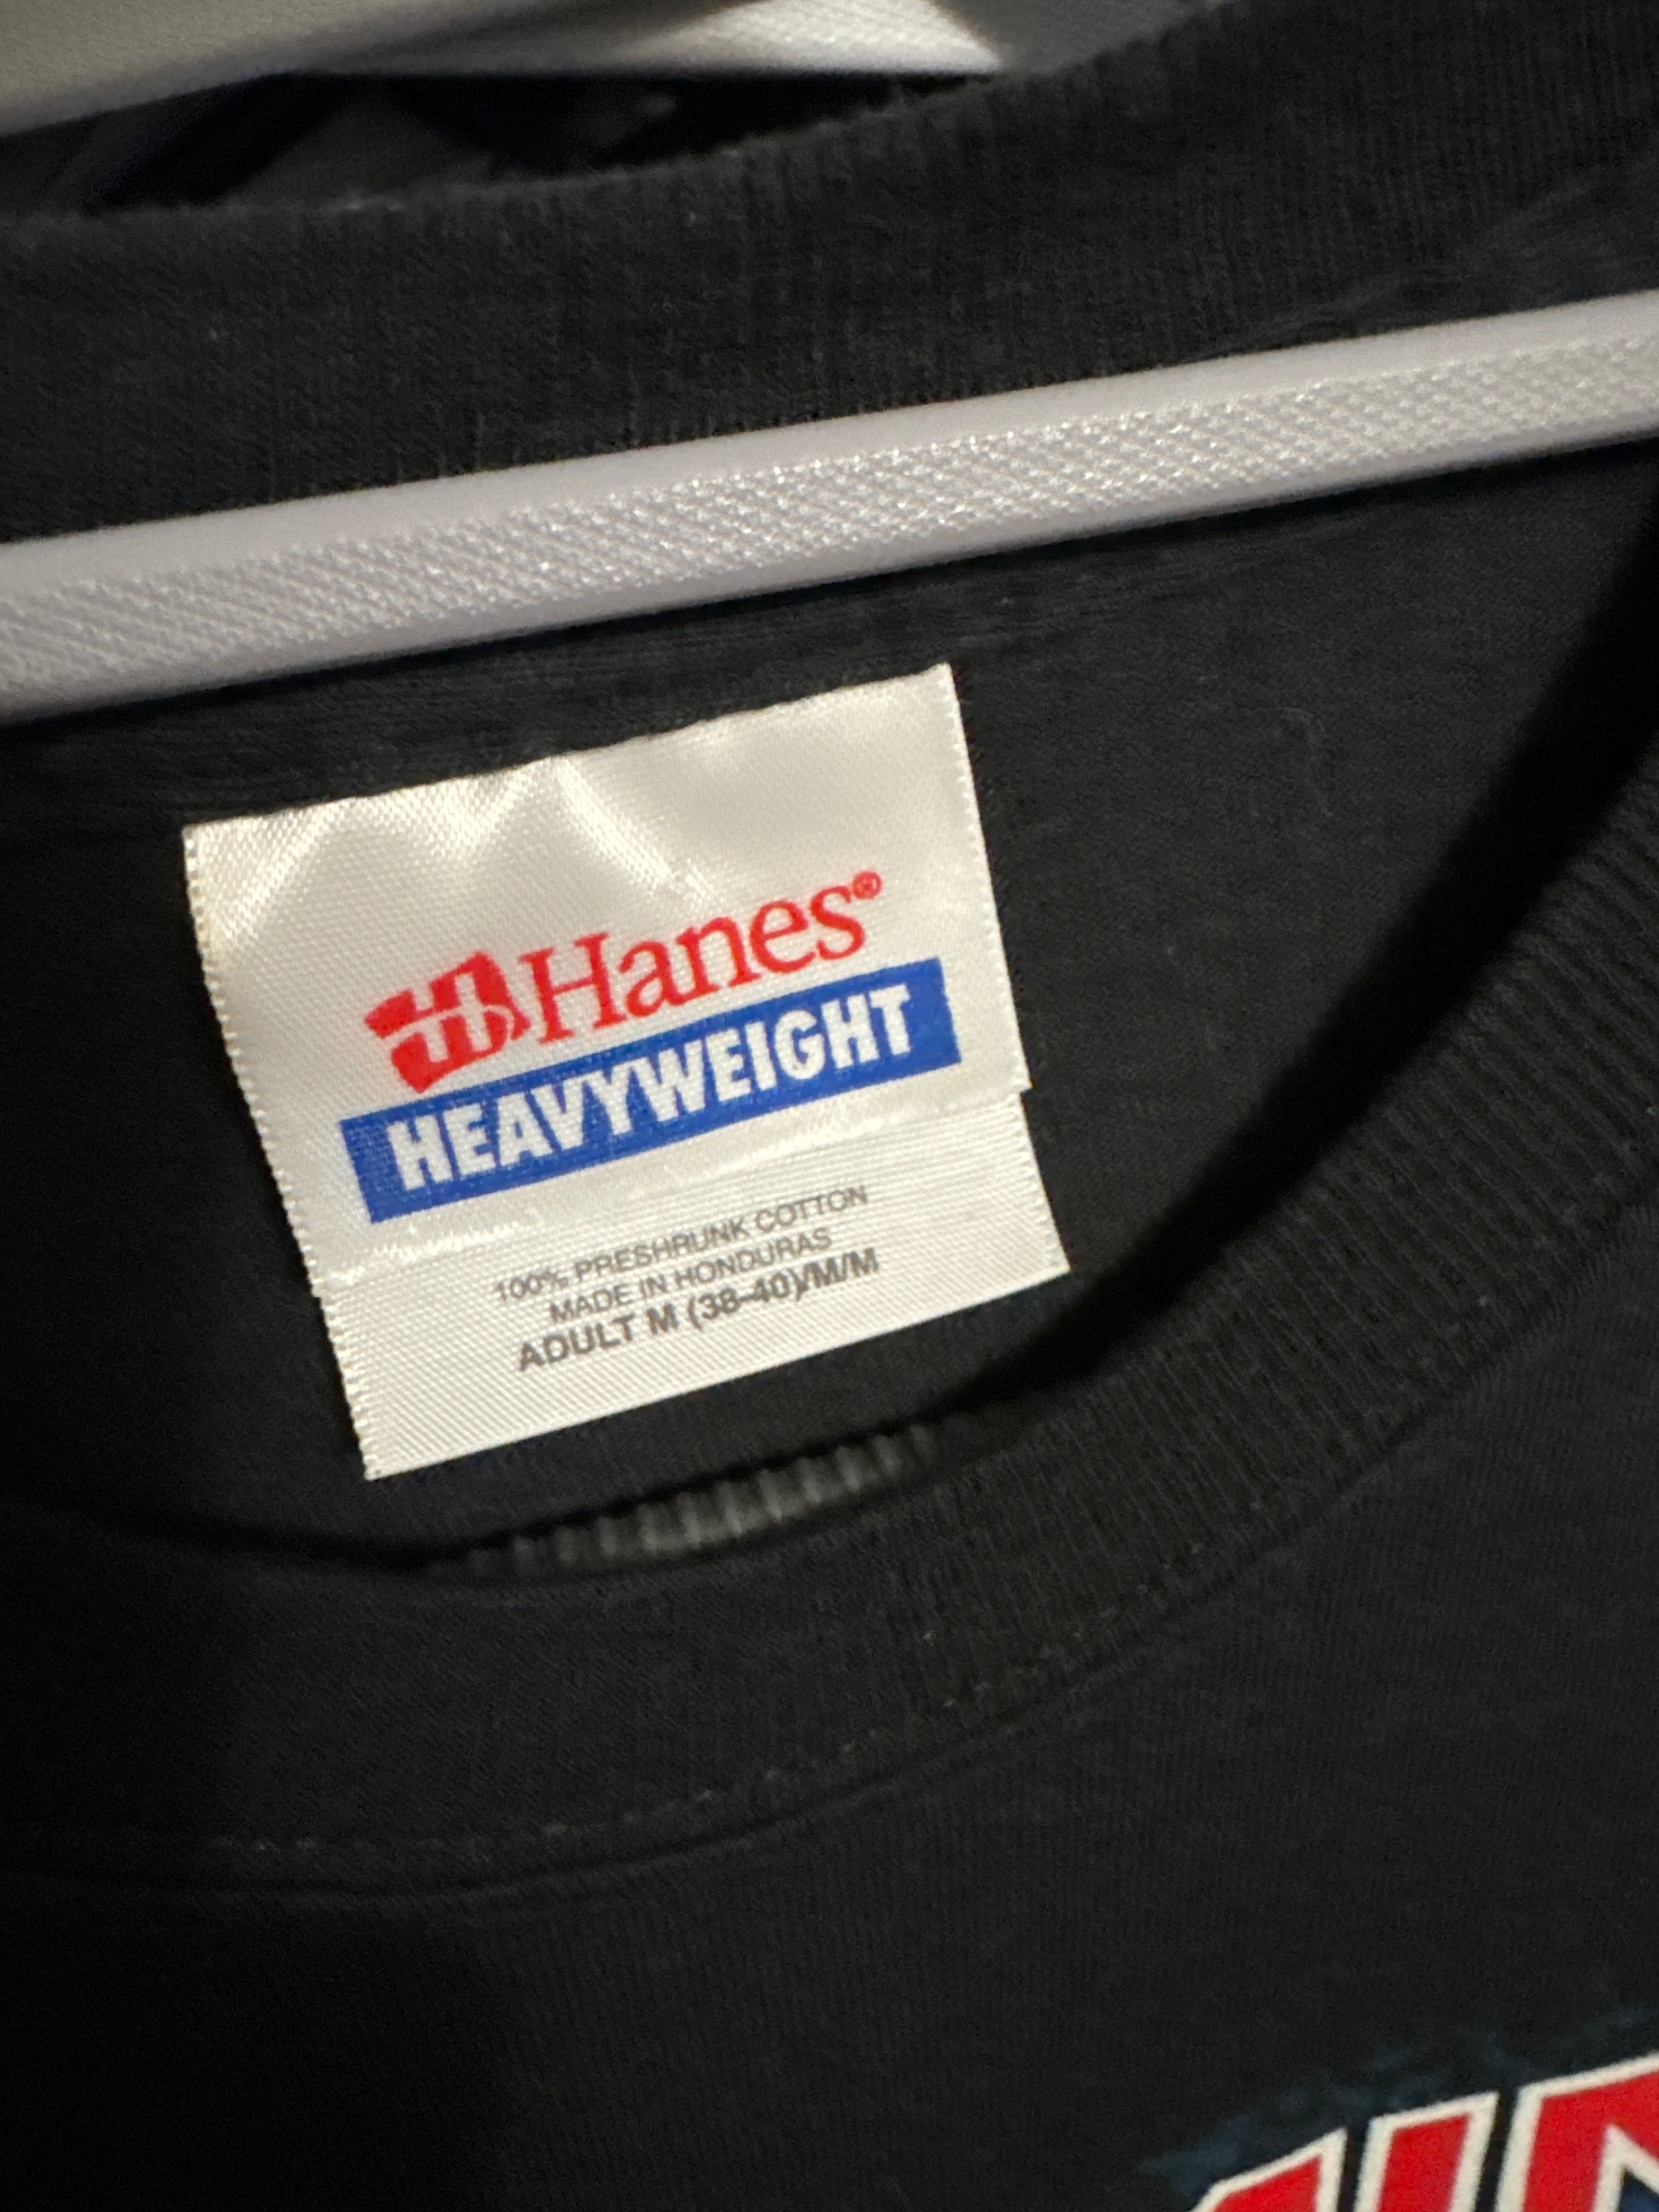 Hanes®
HEAVYWEIGHT
100% PRESHRUNK COTTON
MADE IN HONDURAS
ADULT M (38-40)/M/M